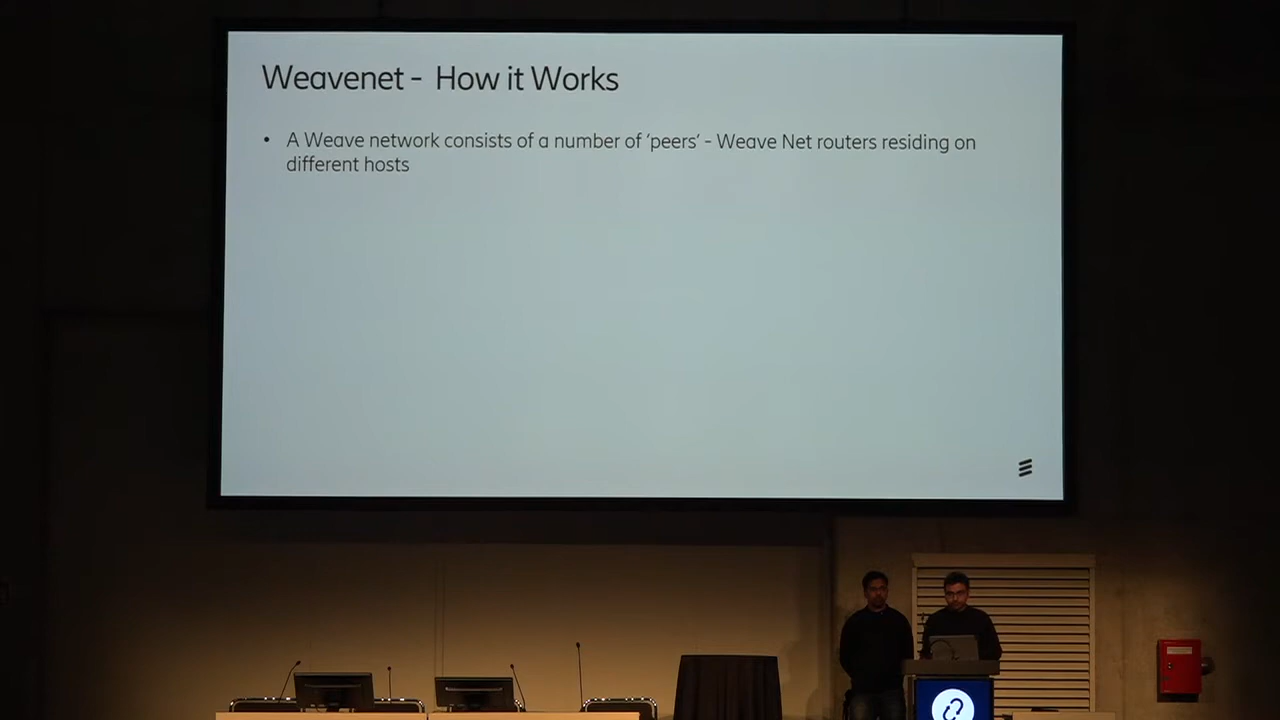 Weavenet - How it Works
• A Weave network consists of a number of ‘peers’ - Weave Net routers residing on
different hosts